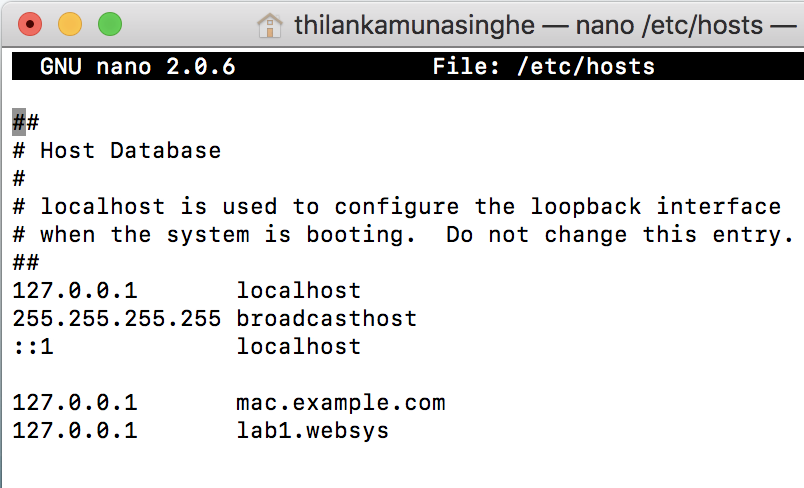 thilankamunasinghe — nano /etc/hosts —
GNU nano 2.0.6 File: /etc/hosts
##
# Host Database
#
# localhost is used to configure the loopback interface
# when the system is booting.  Do not change this entry.
##
127.0.0.1       localhost
255.255.255.255 broadcasthost
::1             localhost
127.0.0.1       mac.example.com
127.0.0.1       lab1.websys